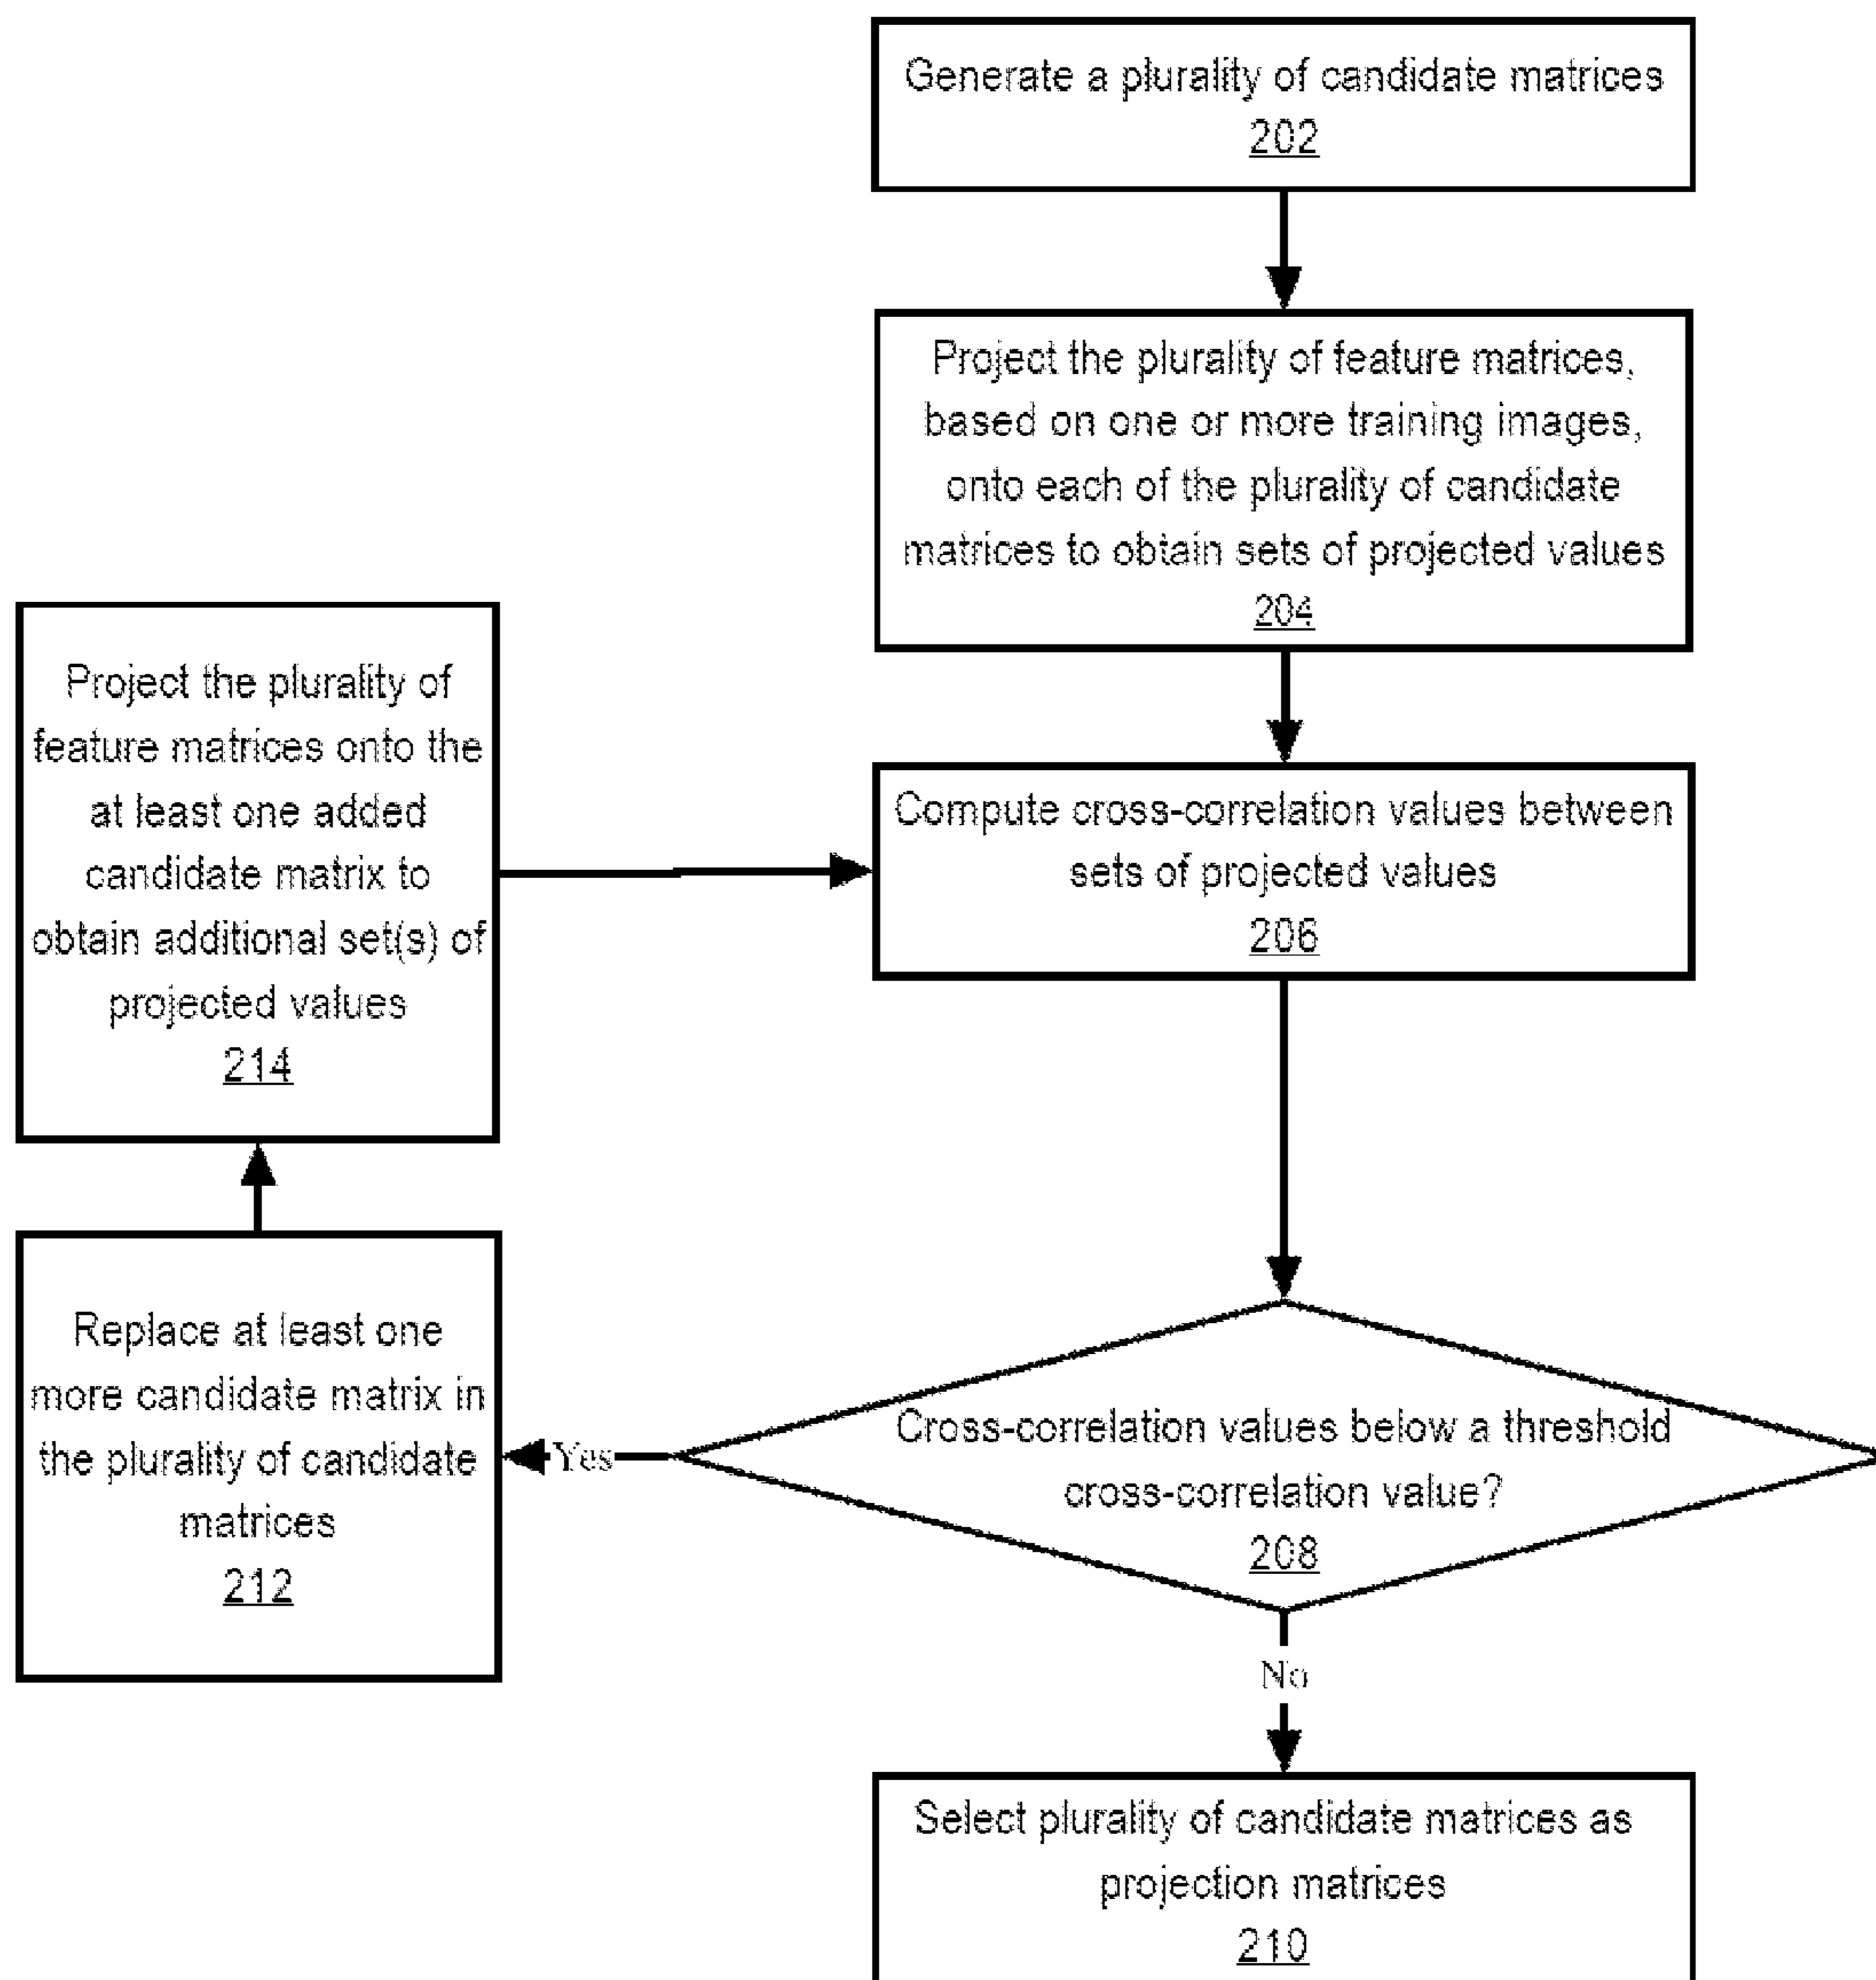 Generate a plurality of candidate matrices
202
Project the plurality of feature matrices,
based on one or more training images,
onto each of the plurality of candidate
matrices to obtain sets of projected values
204
Project the plurality of
feature matrices onto the
at least one added
candidate matrix to
obtain additional set(s) of
projected values
214
Compute cross-correlation values between
sets of projected values
206
Replace at least one
more candidate matrix in
the plurality of candidate
matrices
212
Yes
Cross-correlation values below a threshold
cross-correlation value?
208
No
Select plurality of candidate matrices as
projection matrices
210